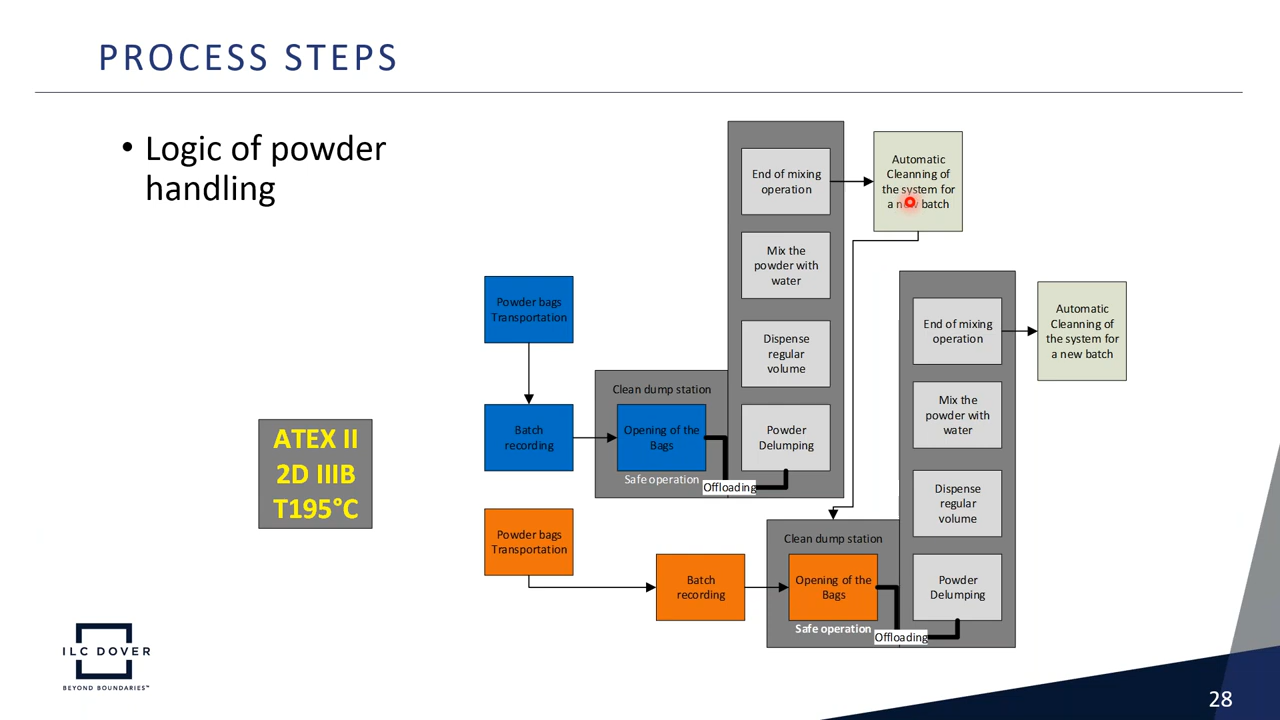 PROCESS STEPS
• Logic of powder
handling
End of mixing
operation
Automatic
Cleanning of
the system for
a new batch
Mix the
powder with
water
Dispense
regular
volume
Powder
Delumping
Powder bags
Transportation
Batch
recording
Clean dump station
Opening of the
Bags
Safe operation
Offloading
ATEX II
2D IIIB
T195°C
End of mixing
operation
Automatic
Cleanning of
the system for
a new batch
Mix the
powder with
water
Dispense
regular
volume
Powder
Delumping
Powder bags
Transportation
Batch
recording
Clean dump station
Opening of the
Bags
Safe operation
Offloading
ILC DOVER
BEYOND BOUNDARIES™
28